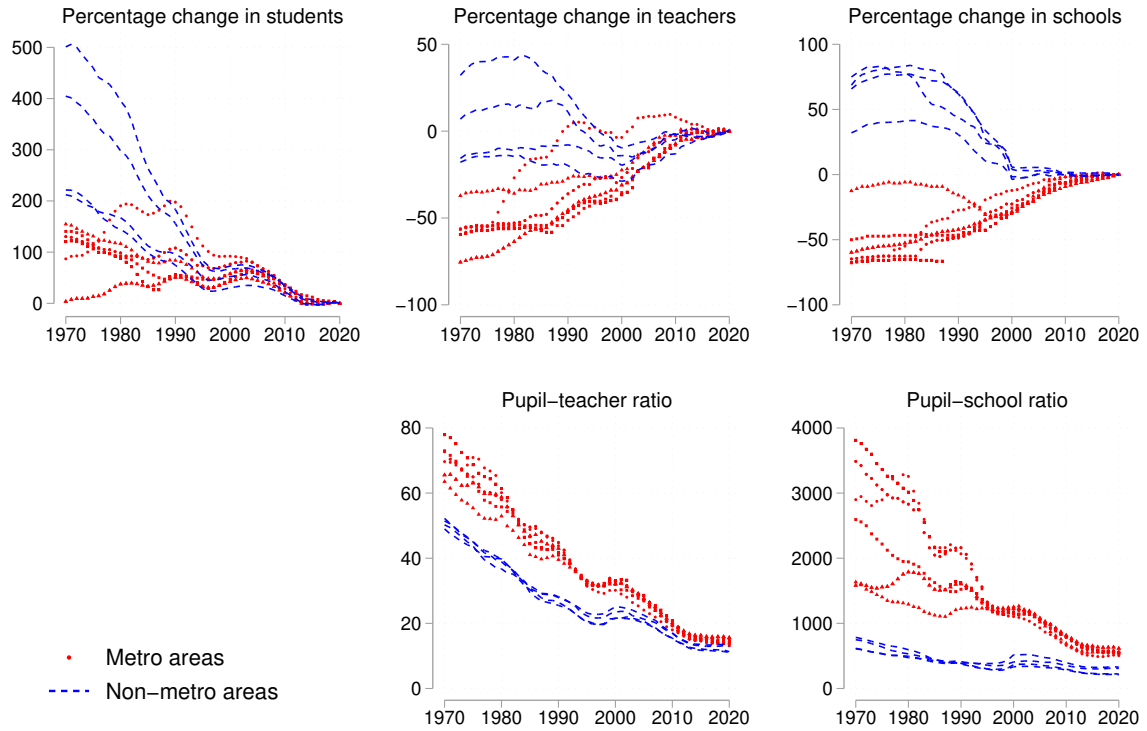 Percentage change in students
500
400
300
200
100
0
1970 1980 1990 2000 2010 2020
Percentage change in teachers
50
0
−50
−100
1970 1980 1990 2000 2010 2020
Percentage change in schools
100
50
0
−50
−100
1970 1980 1990 2000 2010 2020
Pupil−teacher ratio
80
60
40
20
0
1970 1980 1990 2000 2010 2020
Pupil−school ratio
4000
3000
2000
1000
0
1970 1980 1990 2000 2010 2020
Metro areas
Non−metro areas